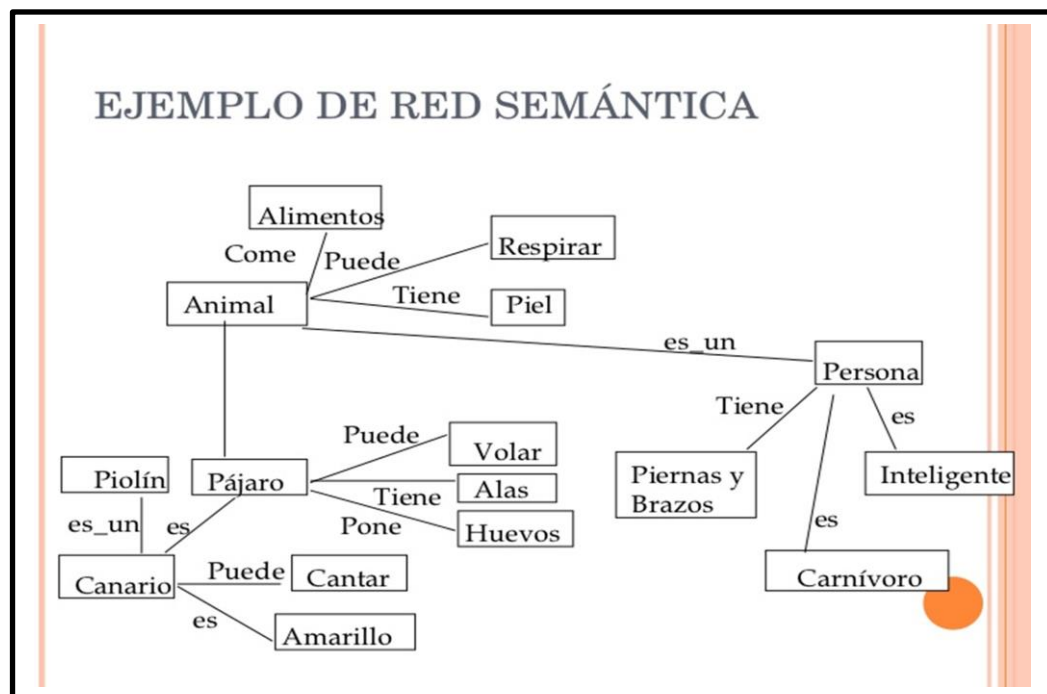 EJEMPLO DE RED SEMÁNTICA
Alimentos
Come
Puede
Respirar
Animal
Tiene
Piel
es_un
Persona
Tiene
es
Puede
Volar
Piolín
Pájaro
Tiene
Alas
Piernas y
Brazos
Inteligente
es_un
es
Pone
Huevos
es
Canario
Puede
Cantar
Carnívoro
es
Amarillo